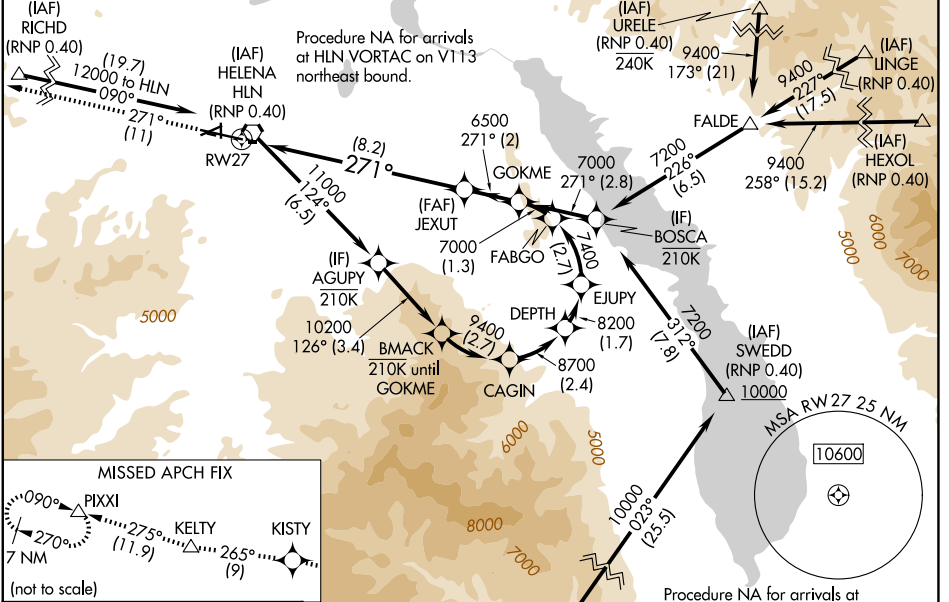 (IAF)
RICHD
(RNP 0.40)
(19.7)
12000 to HLN
090°
271°
(11)
(IAF)
HELENA
HLN
(RNP 0.40)
RW27
Procedure NA for arrivals
at HLN VORTAC on V113
northeast bound.
(IAF)
URELE
(RNP 0.40)
240K
9400
173° (21)
(IAF)
LINGE
(RNP 0.40)
9400
227°
(17.5)
FALDE
(IAF)
HEXOL
(RNP 0.40)
9400
258° (15.2)
7200
226°
(6.5)
(8.2)
271°
6500
271° (2)
GOKME
7000
271° (2.8)
(FAF)
JEXUT
7000
(1.3)
FABGO
(IF)
BOSCA
210K
11000
124°
(6.5)
(IF)
AGUPY
210K
7400
(2.7)
EJUPY
DEPTH
8200
(1.7)
10200
126° (3.4)
9400
(2.7)
BMACK
210K until
GOKME
CAGIN
8700
(2.4)
7200
312°
(7.8)
(IAF)
SWEDD
(RNP 0.40)
10000
10000
023°
(25.5)
5000
6000
5000
8000
7000
5000
6000
7000
MSA RW27 25 NM
10600
MISSED APCH FIX
090°
PIXXI
270°
7 NM
275°
(11.9)
KELTY
265°
(9)
KISTY
(not to scale)
Procedure NA for arrivals at